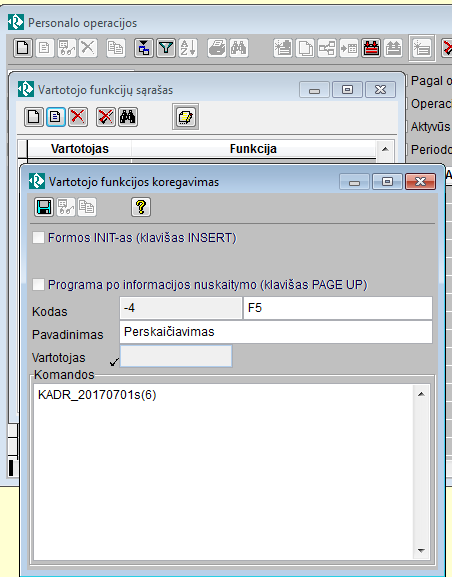 Personalo operacijos
Vartotojo funkcijų sąrašas
Pagal o
Operaci
Aktyvūs
Periodo
Vartotojas Funkcija
A
Vartotojo funkcijos koregavimas
Formos INIT-as (klavišas INSERT)
Programa po informacijos nuskaitymo (klavišas PAGE UP)
Kodas -4 F5
Pavadinimas Perskaičiavimas
Vartotojas
Komandos
KADR_20170701s(6)